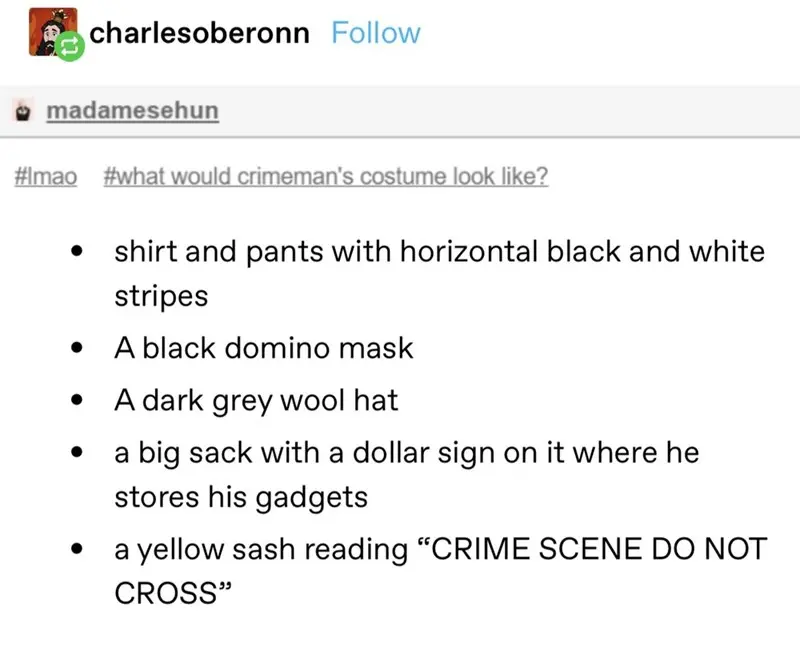 charlesoberonn Follow
madamesehun
#lmao #what would crimeman's costume look like?
• shirt and pants with horizontal black and white
stripes
• A black domino mask
• A dark grey wool hat
• a big sack with a dollar sign on it where he
stores his gadgets
• a yellow sash reading “CRIME SCENE DO NOT
CROSS”